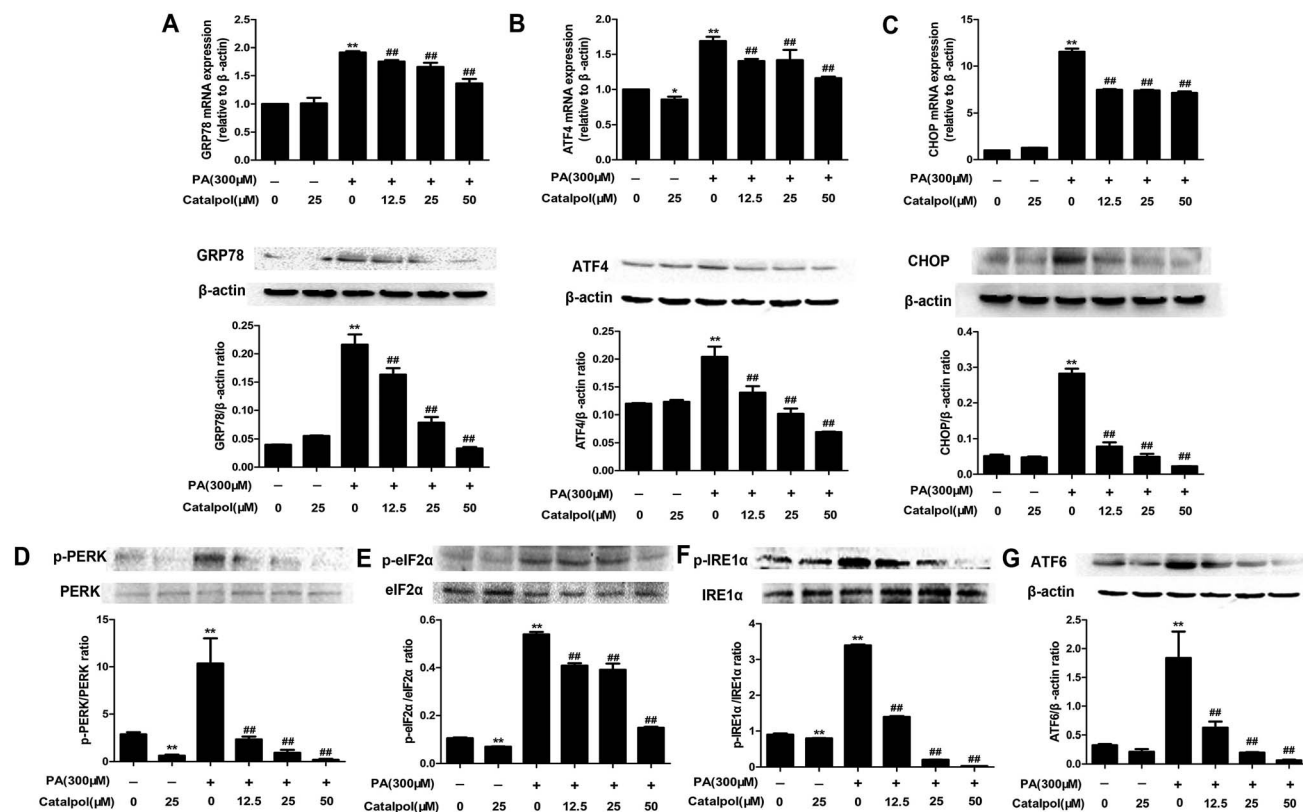 A
GRP78 mRNA expression
(relative to β -actin)
2.5
2.0
1.5
1.0
0.5
0.0
** ## ## ##
PA(300μM) – – + + + +
Catalpol(μM) 0 25 0 12.5 25 50
B
ATF4 mRNA expression
(relative to β -actin)
2.0
1.5
1.0
0.5
0.0
* ** ## ## ##
PA(300μM) – – + + + +
Catalpol(μM) 0 25 0 12.5 25 50
C
CHOP mRNA expression
(relative to β -actin)
15
10
5
0
** ## ## ##
PA(300μM) – – + + + +
Catalpol(μM) 0 25 0 12.5 25 50
GRP78
β-actin
GRP78/β -actin ratio
0.25
0.20
0.15
0.10
0.05
0.00
** ## ## ##
PA(300μM) – – + + + +
Catalpol(μM) 0 25 0 12.5 25 50
ATF4
β-actin
ATF4/β -actin ratio
0.25
0.20
0.15
0.10
0.05
0.00
** ## ## ##
PA(300μM) – – + + + +
Catalpol(μM) 0 25 0 12.5 25 50
CHOP
β-actin
CHOP/β -actin ratio
0.3
0.2
0.1
0.0
** ## ## ##
PA(300μM) – – + + + +
Catalpol(μM) 0 25 0 12.5 25 50
D
p-PERK
PERK
p-PERK/PERK ratio
15
10
5
0
** ** ## ## ##
PA(300μM) – – + + + +
Catalpol(μM) 0 25 0 12.5 25 50
E
p-eIF2α
eIF2α
p-eIF2α/eIF2α ratio
0.6
0.4
0.2
0.0
** ** ## ## ##
PA(300μM) – – + + + +
Catalpol(μM) 0 25 0 12.5 25 50
F
p-IRE1α
IRE1α
p-IRE1α/IRE1α ratio
4
3
2
1
0
** ** ## ## ##
PA(300μM) – – + + + +
Catalpol(μM) 0 25 0 12.5 25 50
G
ATF6
β-actin
ATF6/β -actin ratio
2.5
2.0
1.5
1.0
0.5
0.0
** ## ## ##
PA(300μM) – – + + + +
Catalpol(μM) 0 25 0 12.5 25 50